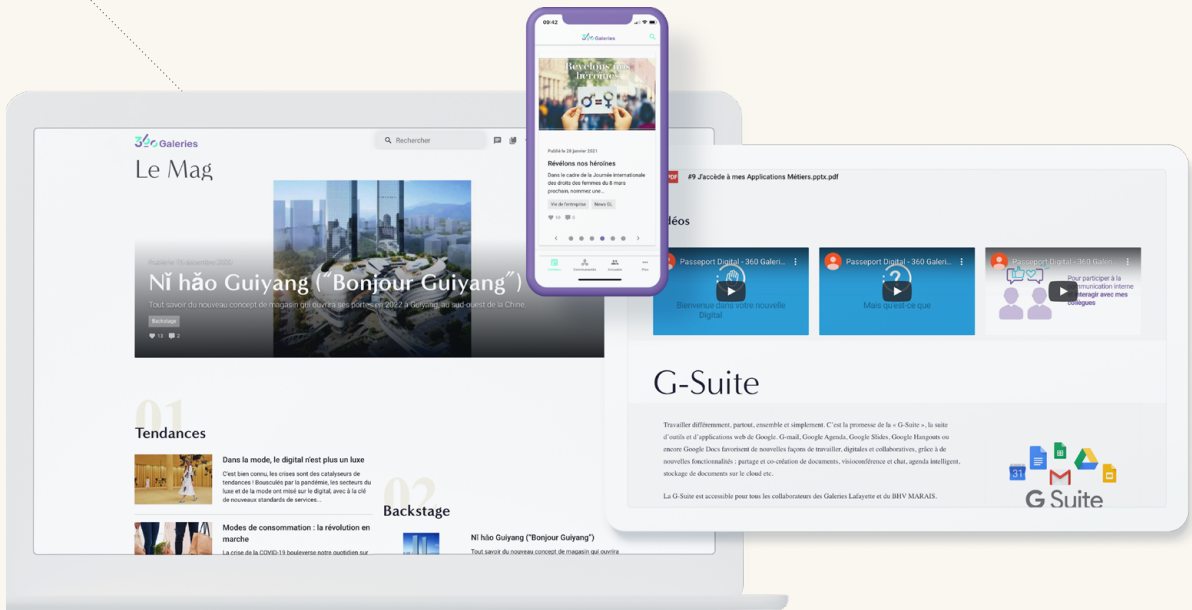 360 Galeries
Rechercher
Le Mag
Publié le 10 décembre 2020
Nǐ hǎo Guiyang ("Bonjour Guiyang")
Tout savoir du nouveau concept de magasin qui ouvrira ses portes en 2022 à Guiyang, au sud-ouest de la Chine.
Backstage
13 2
01
Tendances
Dans la mode, le digital n'est plus un luxe
C'est bien connu, les crises sont des catalyseurs de
tendances ! Bousculés par la pandémie, les secteurs du
luxe et de la mode ont misé sur le digital, avec à la clé
de nouveaux standards de services...
Modes de consommation : la révolution en
marche
La crise de la COVID-19 bouleverse notre quotidien sur
02
Backstage
Nǐ hǎo Guiyang ("Bonjour Guiyang")
Tout savoir du nouveau concept de magasin qui ouvrira
09:42
360 Galeries
Révélons nos
héroïnes
Publié le 28 janvier 2021
Révélons nos héroïnes
Dans le cadre de la Journée internationale
des droits des femmes du 8 mars
prochain, nommez une...
Vie de l'entreprise News GL
10 0
Plus
PDF #9 J'accède à mes Applications Métiers.pptx.pdf
déos
Passeport Digital - 360 Galeri...
Bienvenue dans votre nouvelle
Digital
Passeport Digital - 360 Galeri...
Mais qu'est-ce que
Passeport Digital - 360 Galeri...
Pour participer à la
communication interne
et interagir avec mes
collègues
G-Suite
Travailler différemment, partout, ensemble et simplement. C'est la promesse de la « G-Suite », la suite
d'outils et d'applications web de Google. G-mail, Google Agenda, Google Slides, Google Hangouts ou
encore Google Docs favorisent de nouvelles façons de travailler, digitales et collaboratives, grâce à de
nouvelles fonctionnalités : partage et co-création de documents, visioconférence et chat, agenda intelligent,
stockage de documents sur le cloud etc.
La G-Suite est accessible pour tous les collaborateurs des Galeries Lafayette et du BHV MARAIS.
31
G Suite